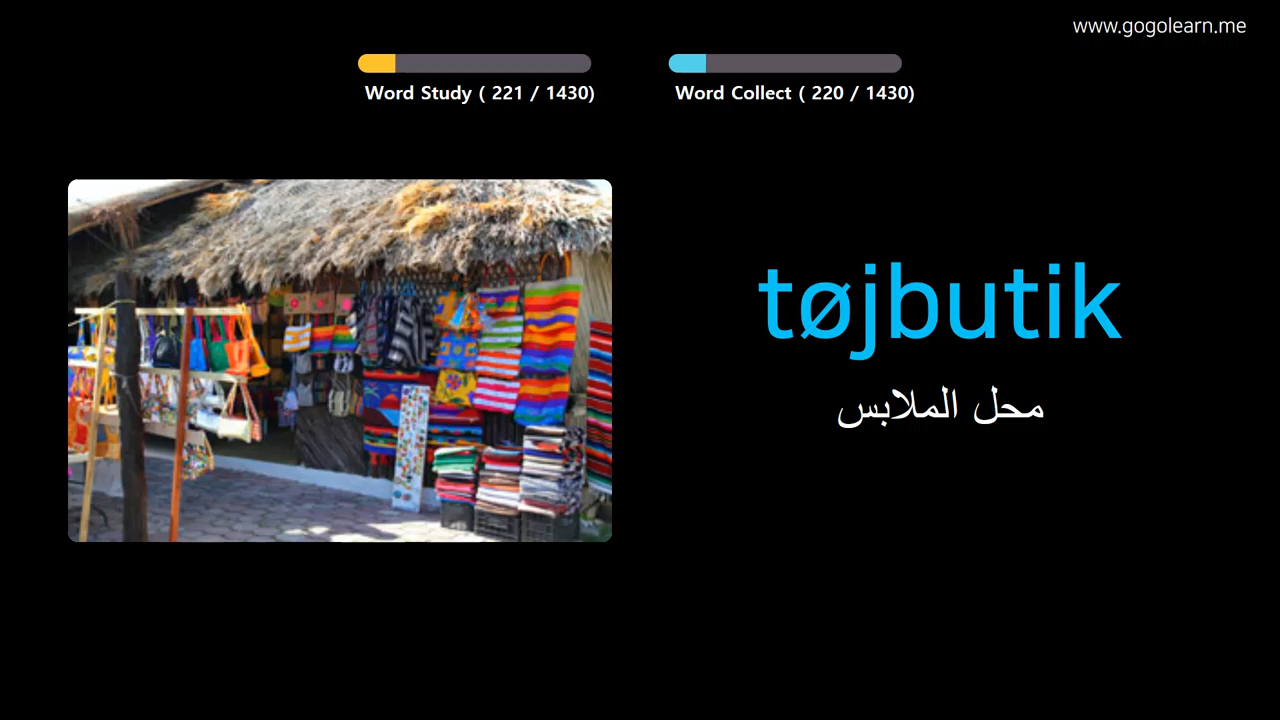 www.gogolearn.me
Word Study ( 221 / 1430)
Word Collect ( 220 / 1430)
tøjbutik
محل الملابس